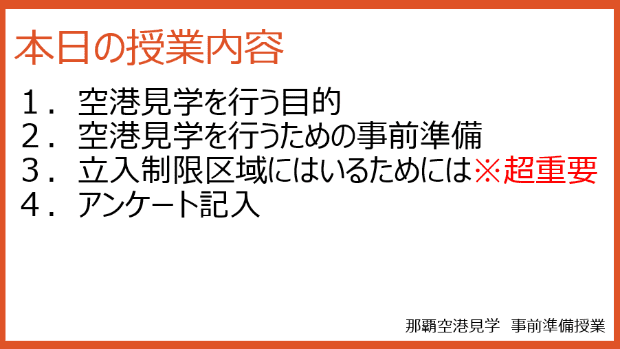 本日の授業内容
１．空港見学を行う目的
２．空港見学を行うための事前準備
３．立入制限区域にはいるためには※超重要
４．アンケート記入
那覇空港見学　事前準備授業